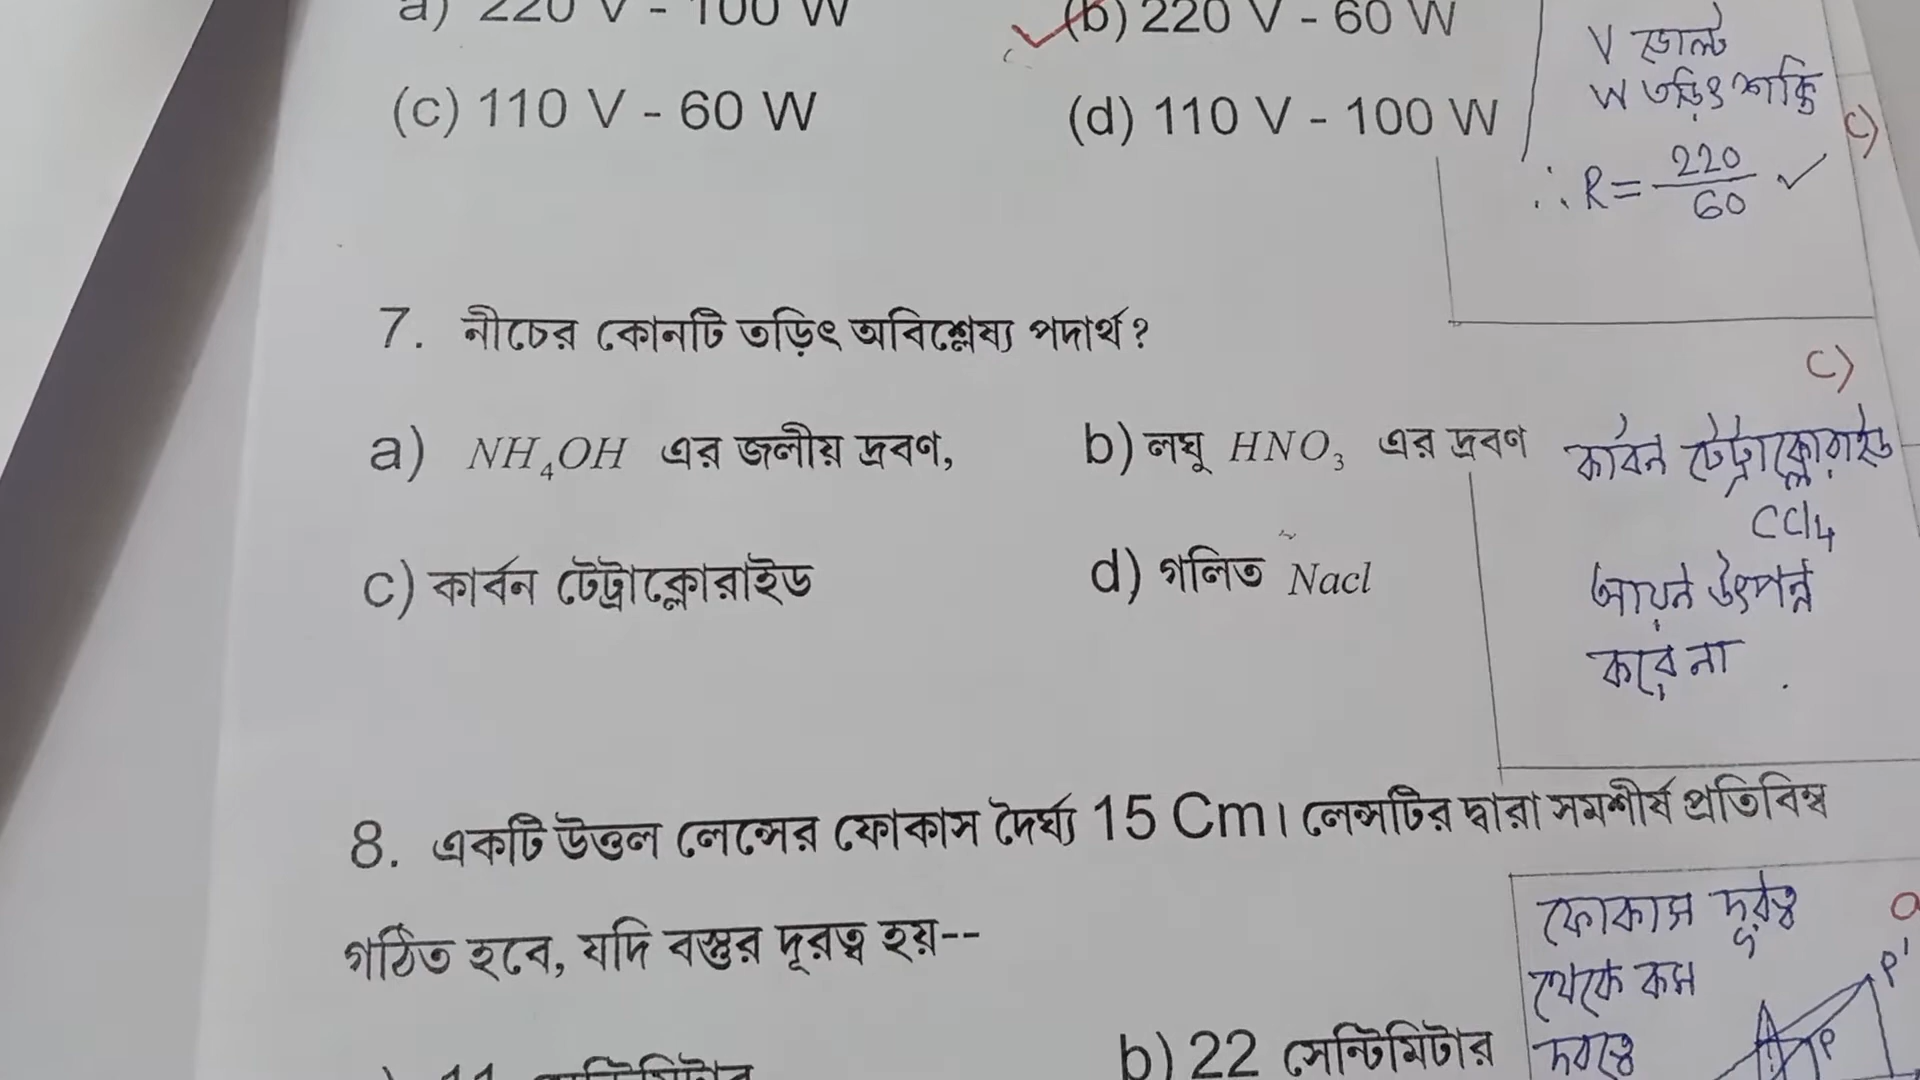 a) 220 V - 100 W
(b) 220 V - 60 W
(c) 110 V - 60 W
(d) 110 V - 100 W
V ভোল্ট
W তড়িৎ শক্তি
∴ R = 220/60 ✓
c)
7. নীচের কোনটি তড়িৎ অবিশ্লেষ্য পদার্থ?
a) NH₄OH এর জলীয় দ্রবণ,
b) লঘু HNO₃ এর দ্রবণ
c) কার্বন টেট্রাক্লোরাইড
d) গলিত Nacl
c)
কার্বন টেট্রাক্লোরাইড
CCl₄
আয়ন উৎপন্ন
করে না
8. একটি উত্তল লেন্সের ফোকাস দৈর্ঘ্য 15 Cm। লেন্সটির দ্বারা সমশীর্ষ প্রতিবিম্ব
গঠিত হবে, যদি বস্তুর দূরত্ব হয়--
b) 22 সেন্টিমিটার
ফোকাস দূরত্ব
থেকে কম
P'
P